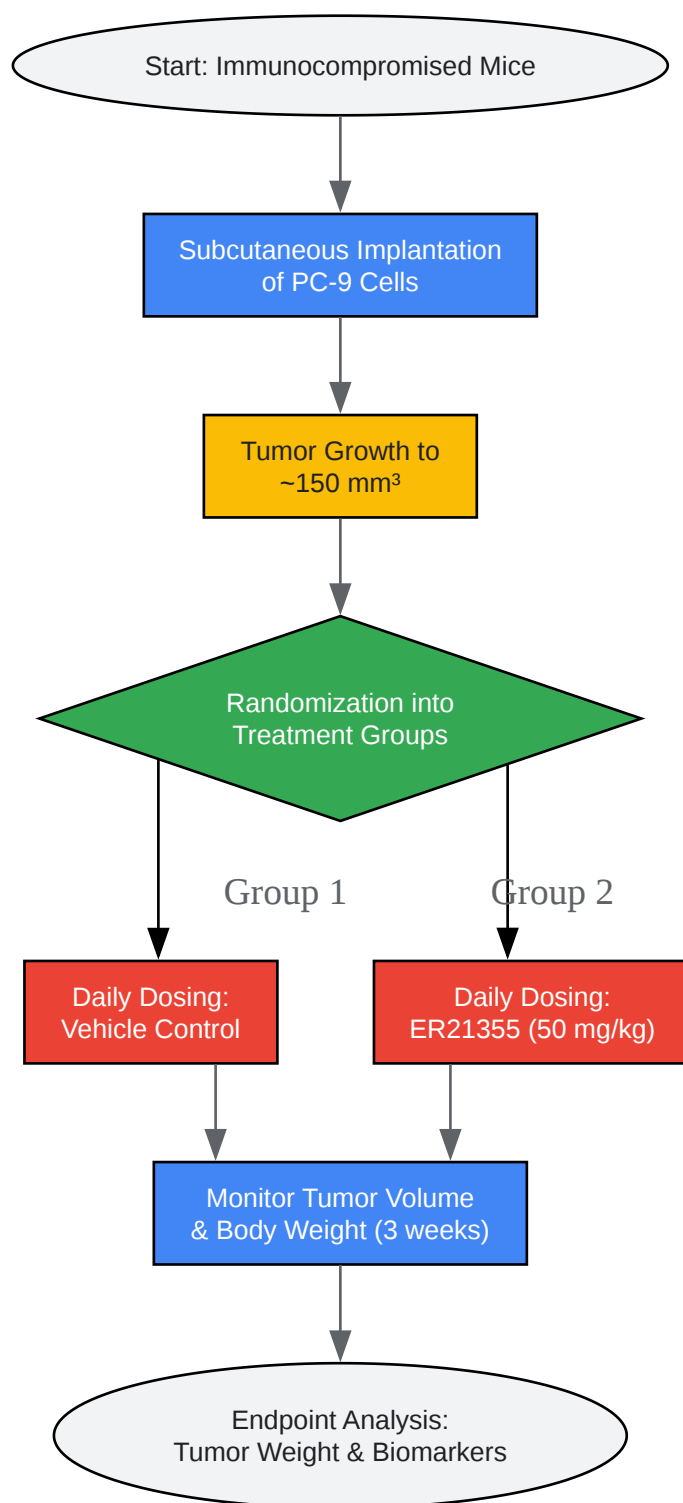 Start: Immunocompromised Mice
Subcutaneous Implantation
of PC-9 Cells
Tumor Growth to
~150 mm³
Randomization into
Treatment Groups
Group 1
Group 2
Daily Dosing:
Vehicle Control
Daily Dosing:
ER21355 (50 mg/kg)
Monitor Tumor Volume
& Body Weight (3 weeks)
Endpoint Analysis:
Tumor Weight & Biomarkers